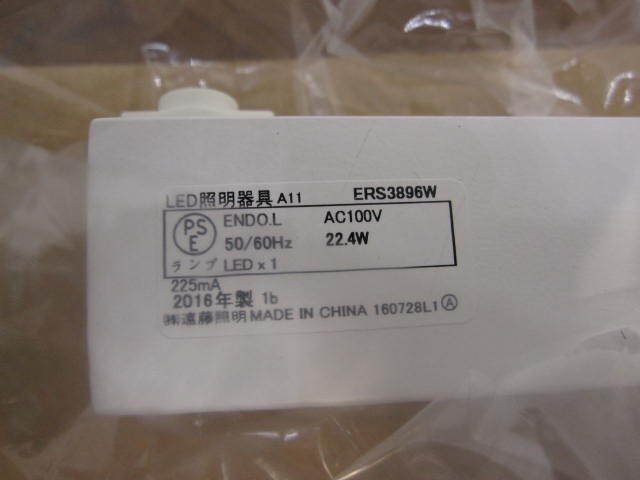 LED照明器具 A11 ERS3896W
PS E ENDO.L AC100V
50/60Hz 22.4W
ランプ LED x 1
225mA
2016年製 1b
㈱遠藤照明 MADE IN CHINA 160728L1 Ⓐ